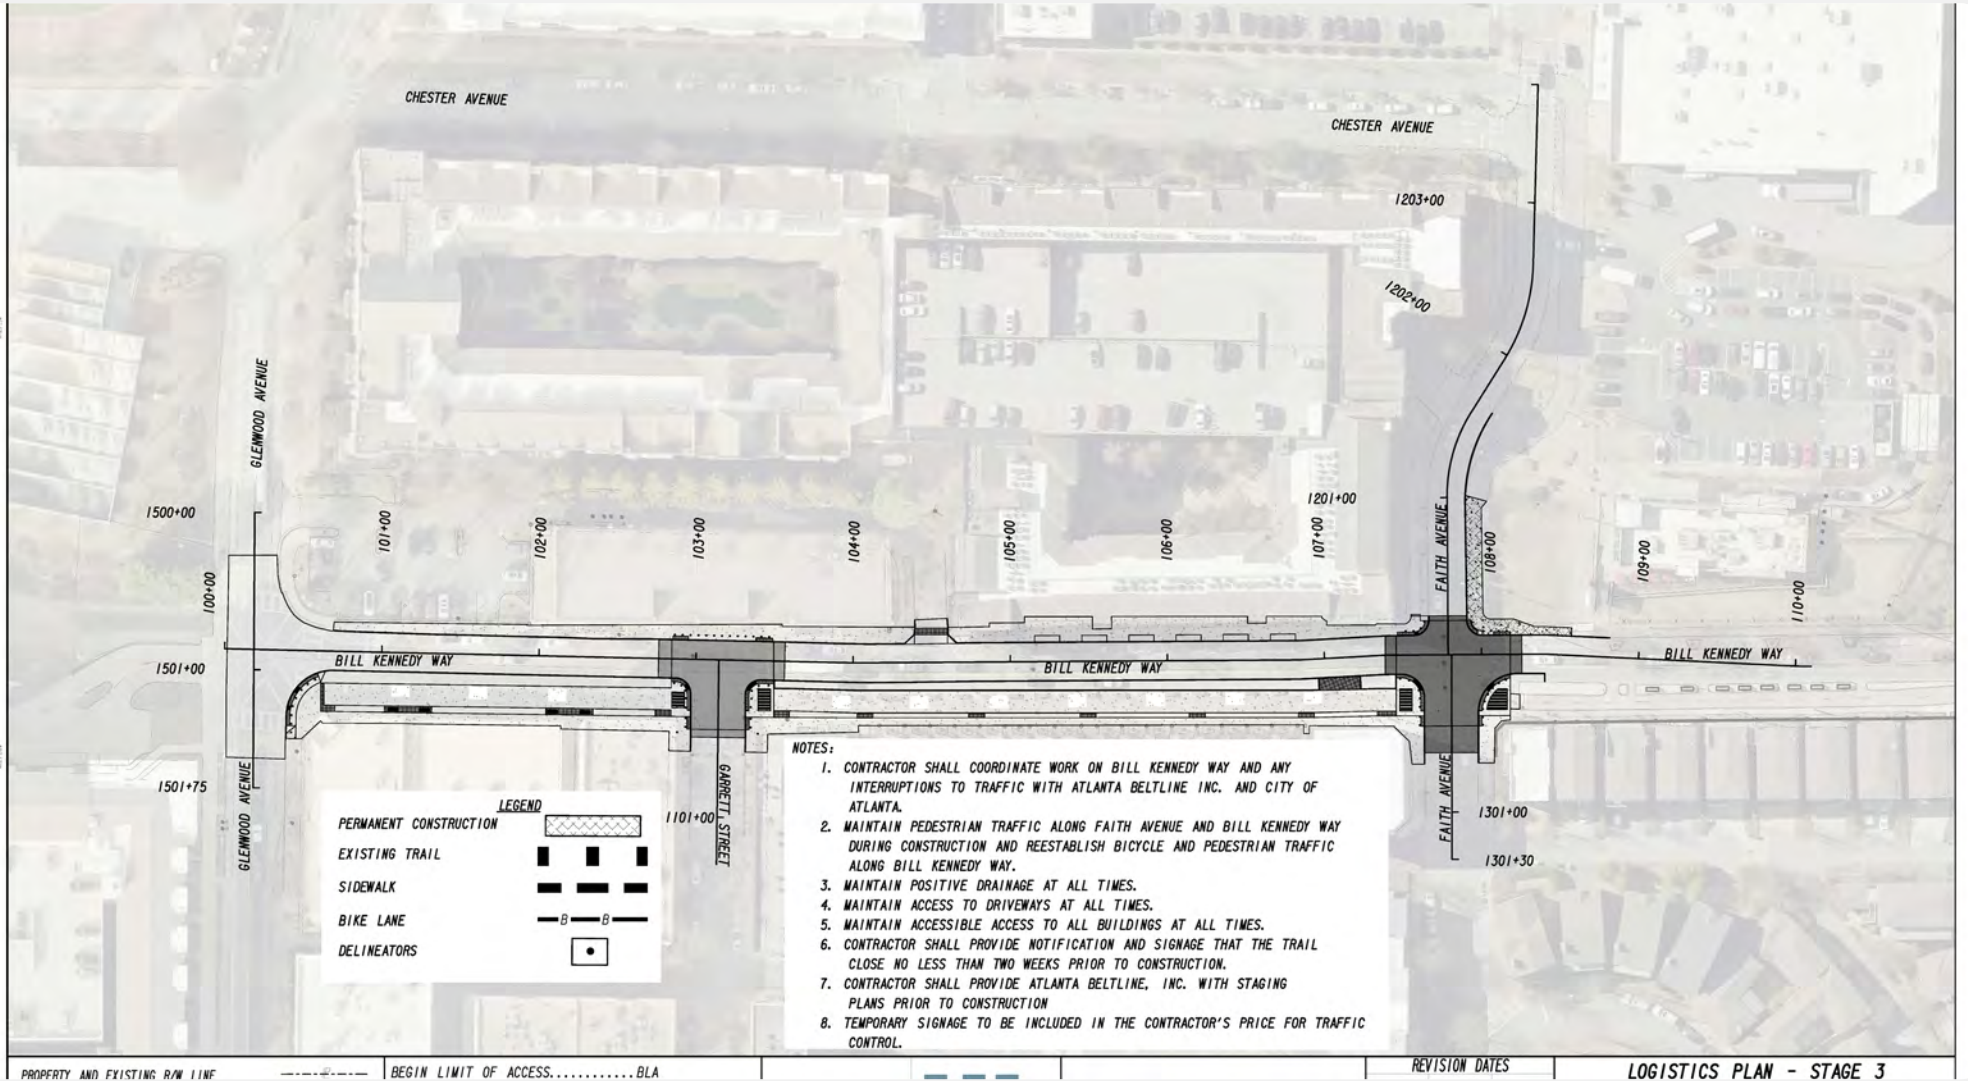 CHESTER AVENUE
CHESTER AVENUE
1203+00
1202+00
GLENWOOD AVENUE
1500+00
101+00
102+00
103+00
104+00
105+00
106+00
1201+00
107+00
FAITH AVENUE
108+00
109+00
110+00
100+00
1501+00
BILL KENNEDY WAY
BILL KENNEDY WAY
BILL KENNEDY WAY
1501+75
GLENWOOD AVENUE
GARRETT STREET
1101+00
FAITH AVENUE
1301+00
1301+30
LEGEND
PERMANENT CONSTRUCTION
EXISTING TRAIL
SIDEWALK
BIKE LANE
B B
DELINEATORS
NOTES:
1. CONTRACTOR SHALL COORDINATE WORK ON BILL KENNEDY WAY AND ANY
INTERRUPTIONS TO TRAFFIC WITH ATLANTA BELTLINE INC. AND CITY OF
ATLANTA.
2. MAINTAIN PEDESTRIAN TRAFFIC ALONG FAITH AVENUE AND BILL KENNEDY WAY
DURING CONSTRUCTION AND REESTABLISH BICYCLE AND PEDESTRIAN TRAFFIC
ALONG BILL KENNEDY WAY.
3. MAINTAIN POSITIVE DRAINAGE AT ALL TIMES.
4. MAINTAIN ACCESS TO DRIVEWAYS AT ALL TIMES.
5. MAINTAIN ACCESSIBLE ACCESS TO ALL BUILDINGS AT ALL TIMES.
6. CONTRACTOR SHALL PROVIDE NOTIFICATION AND SIGNAGE THAT THE TRAIL
CLOSE NO LESS THAN TWO WEEKS PRIOR TO CONSTRUCTION.
7. CONTRACTOR SHALL PROVIDE ATLANTA BELTLINE, INC. WITH STAGING
PLANS PRIOR TO CONSTRUCTION
8. TEMPORARY SIGNAGE TO BE INCLUDED IN THE CONTRACTOR'S PRICE FOR TRAFFIC
CONTROL.
PROPERTY AND EXISTING R/W LINE
BEGIN LIMIT OF ACCESS............BLA
REVISION DATES
LOGISTICS PLAN - STAGE 3